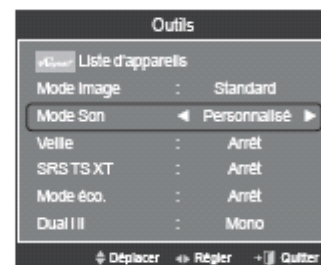 Outils
Liste d'appareils
Mode Image : Standard
Mode Son ◄ Personnalisé ►
Veille : Arrêt
SRS TS XT : Arrêt
Mode éco. : Arrêt
Dual I II : Mono
Déplacer Régler Quitter